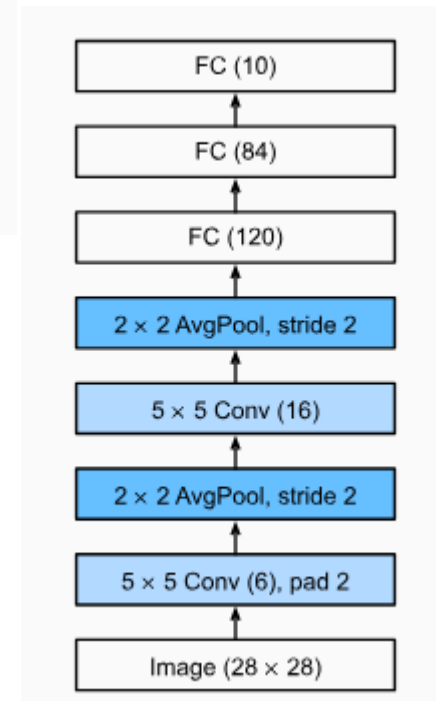 FC (10)
FC (84)
FC (120)
2 × 2 AvgPool, stride 2
5 × 5 Conv (16)
2 × 2 AvgPool, stride 2
5 × 5 Conv (6), pad 2
Image (28 × 28)